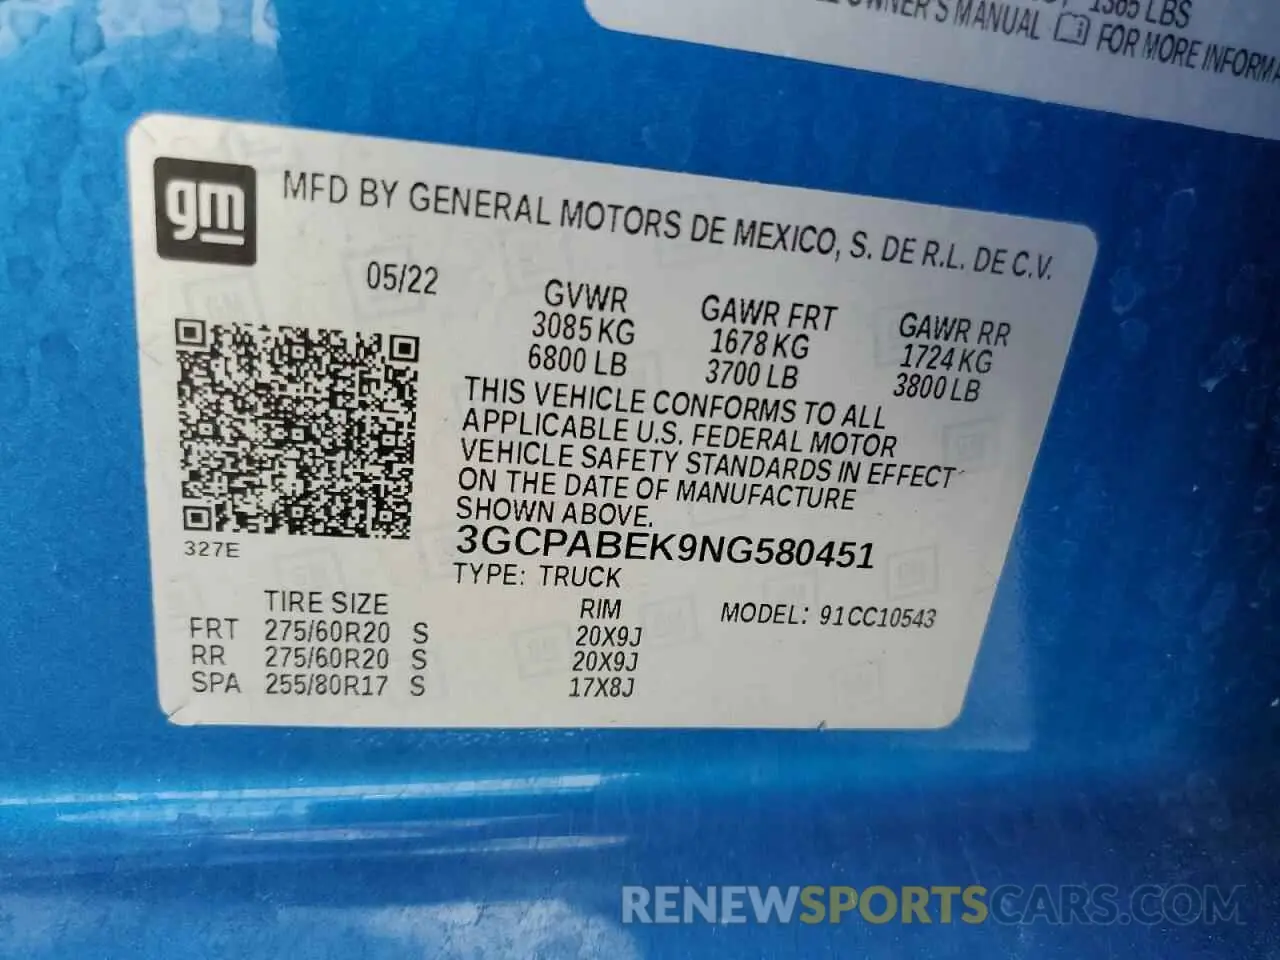 1365 LBS
OWNER'S MANUAL FOR MORE
gm
MFD BY GENERAL MOTORS DE MEXICO, S. DE R.L. DE C.V.
05/22
GVWR GAWR FRT GAWR RR
3085 KG 1678 KG 1724 KG
6800 LB 3700 LB 3800 LB
THIS VEHICLE CONFORMS TO ALL
APPLICABLE U.S. FEDERAL MOTOR
VEHICLE SAFETY STANDARDS IN EFFECT
ON THE DATE OF MANUFACTURE
SHOWN ABOVE.
327E
3GCPABEK9NG580451
TYPE: TRUCK
TIRE SIZE RIM MODEL: 91CC10543
FRT 275/60R20 S 20X9J
RR 275/60R20 S 20X9J
SPA 255/80R17 S 17X8J
RENEWSPORTSCARS.COM